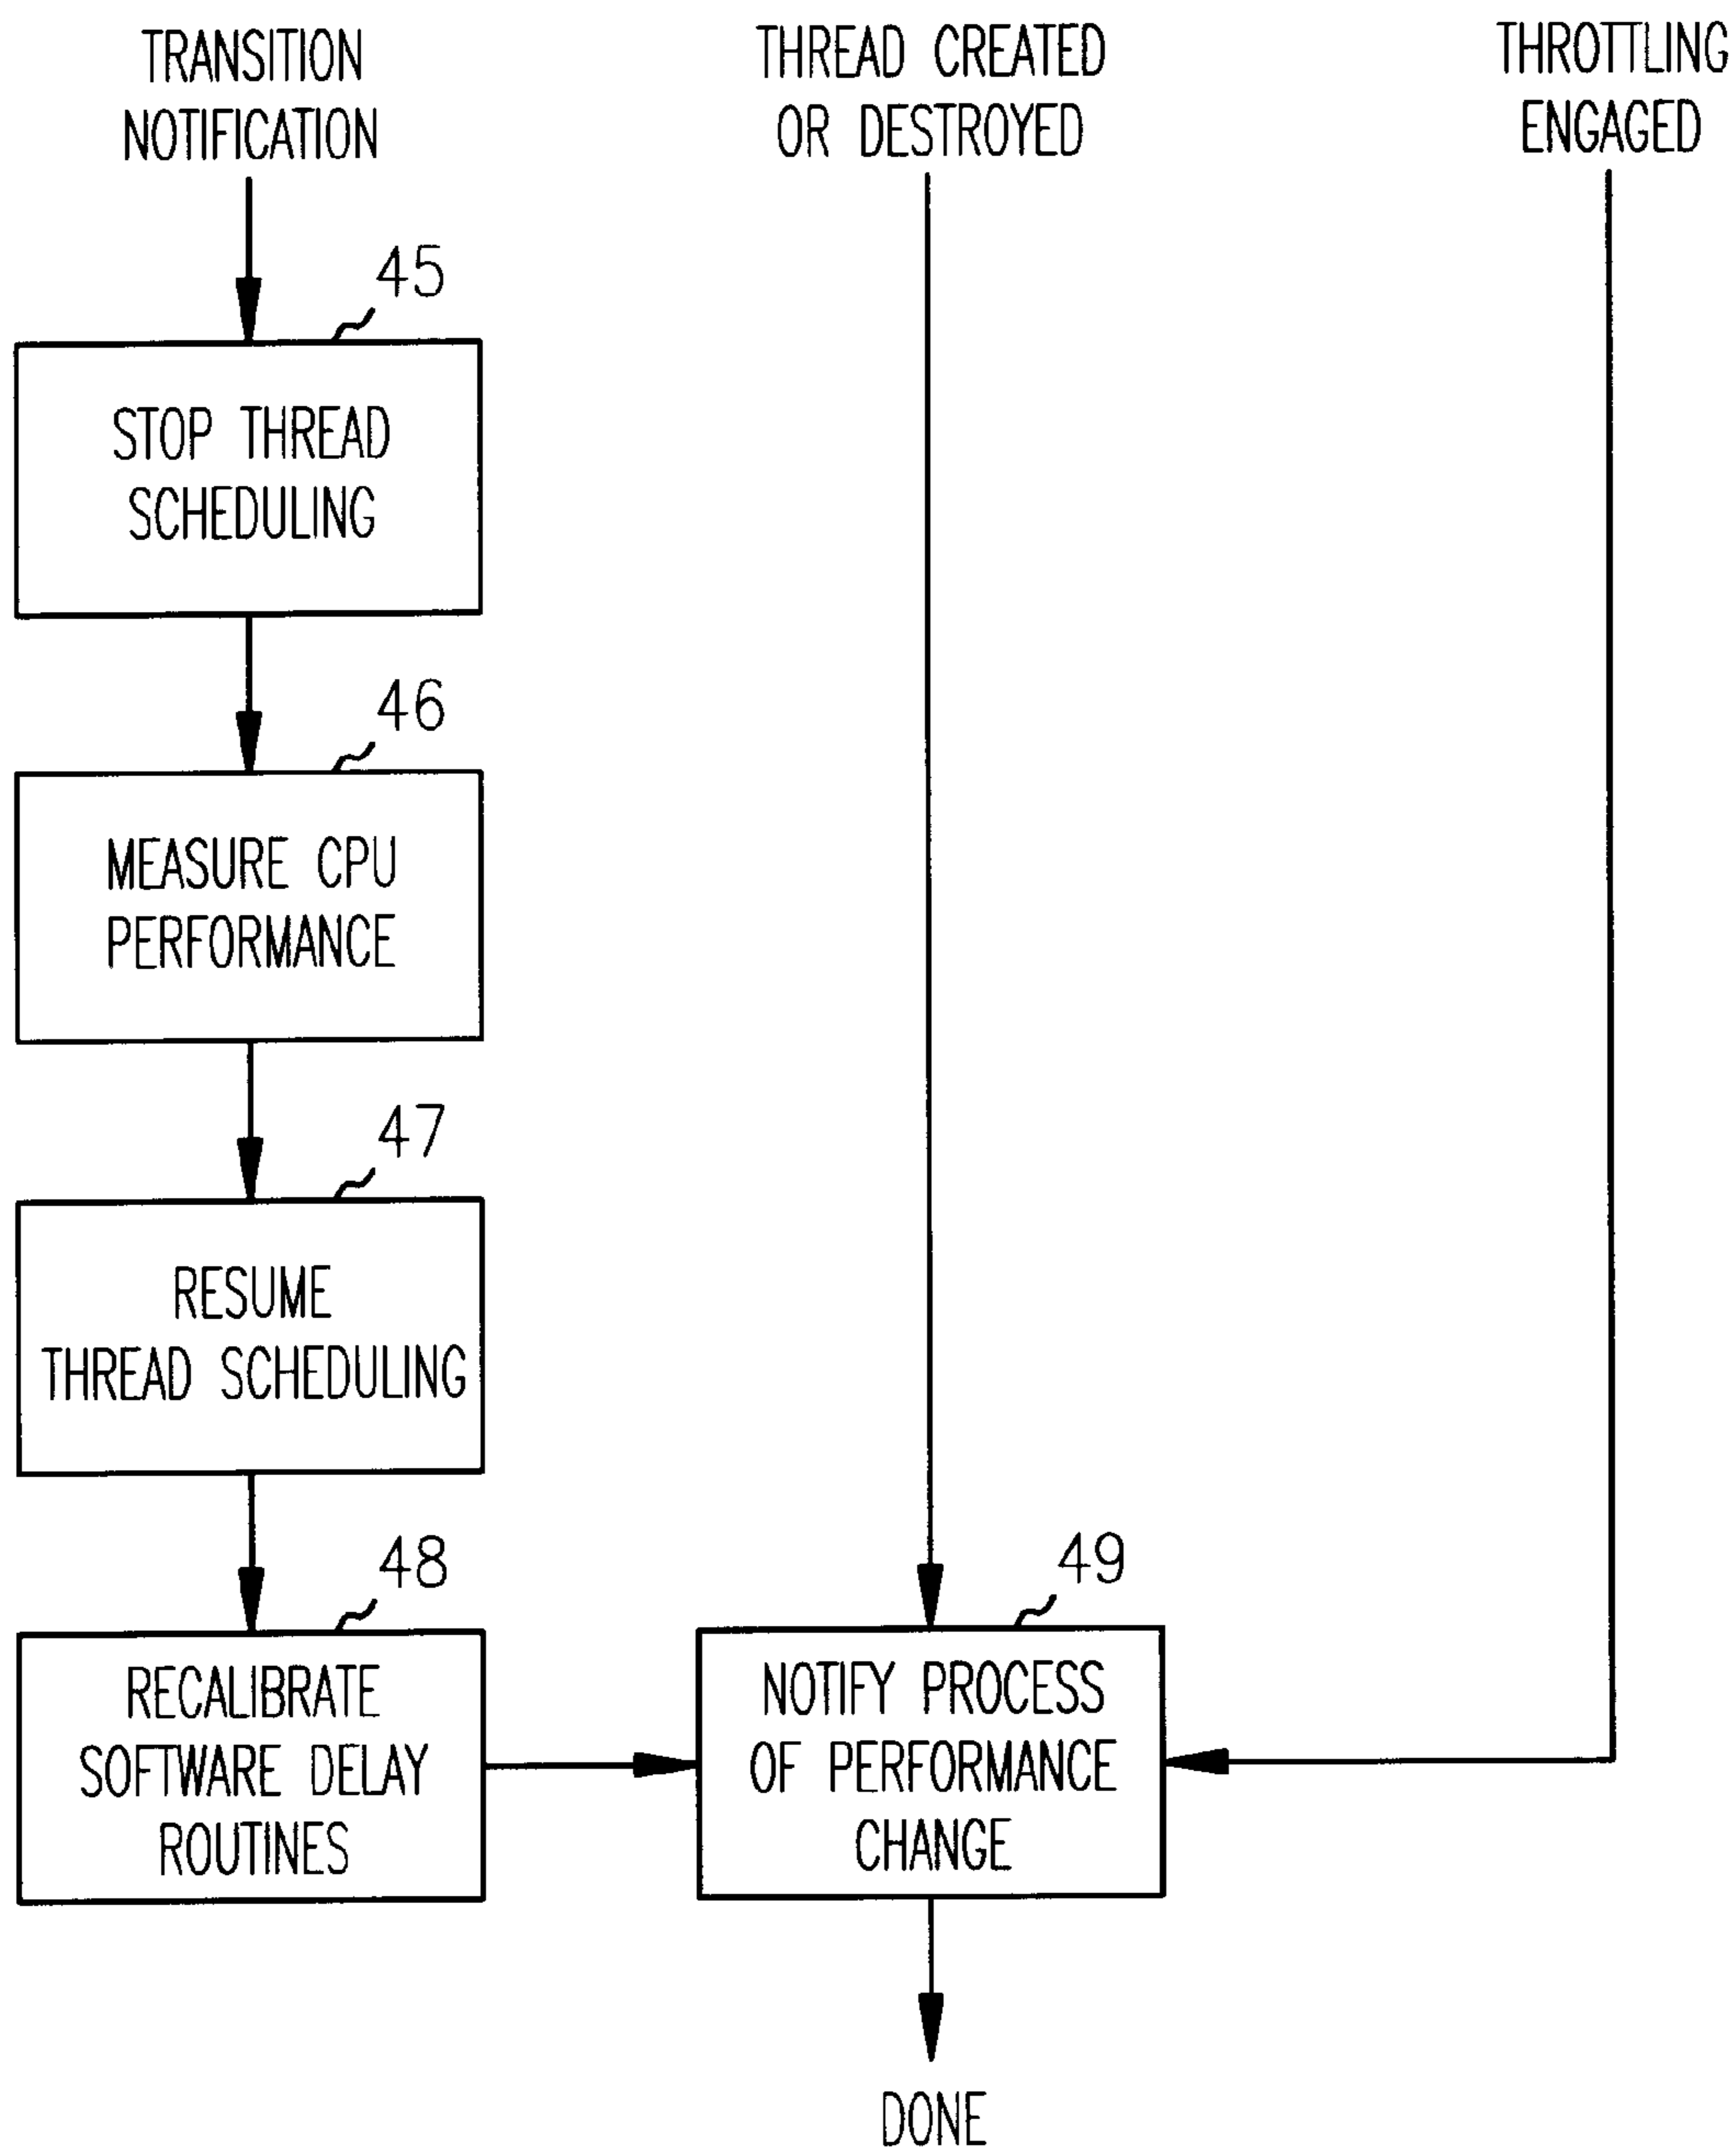 TRANSITION
NOTIFICATION
THREAD CREATED
OR DESTROYED
THROTTLING
ENGAGED
45
STOP THREAD
SCHEDULING
46
MEASURE CPU
PERFORMANCE
47
RESUME
THREAD SCHEDULING
48
RECALIBRATE
SOFTWARE DELAY
ROUTINES
49
NOTIFY PROCESS
OF PERFORMANCE
CHANGE
DONE